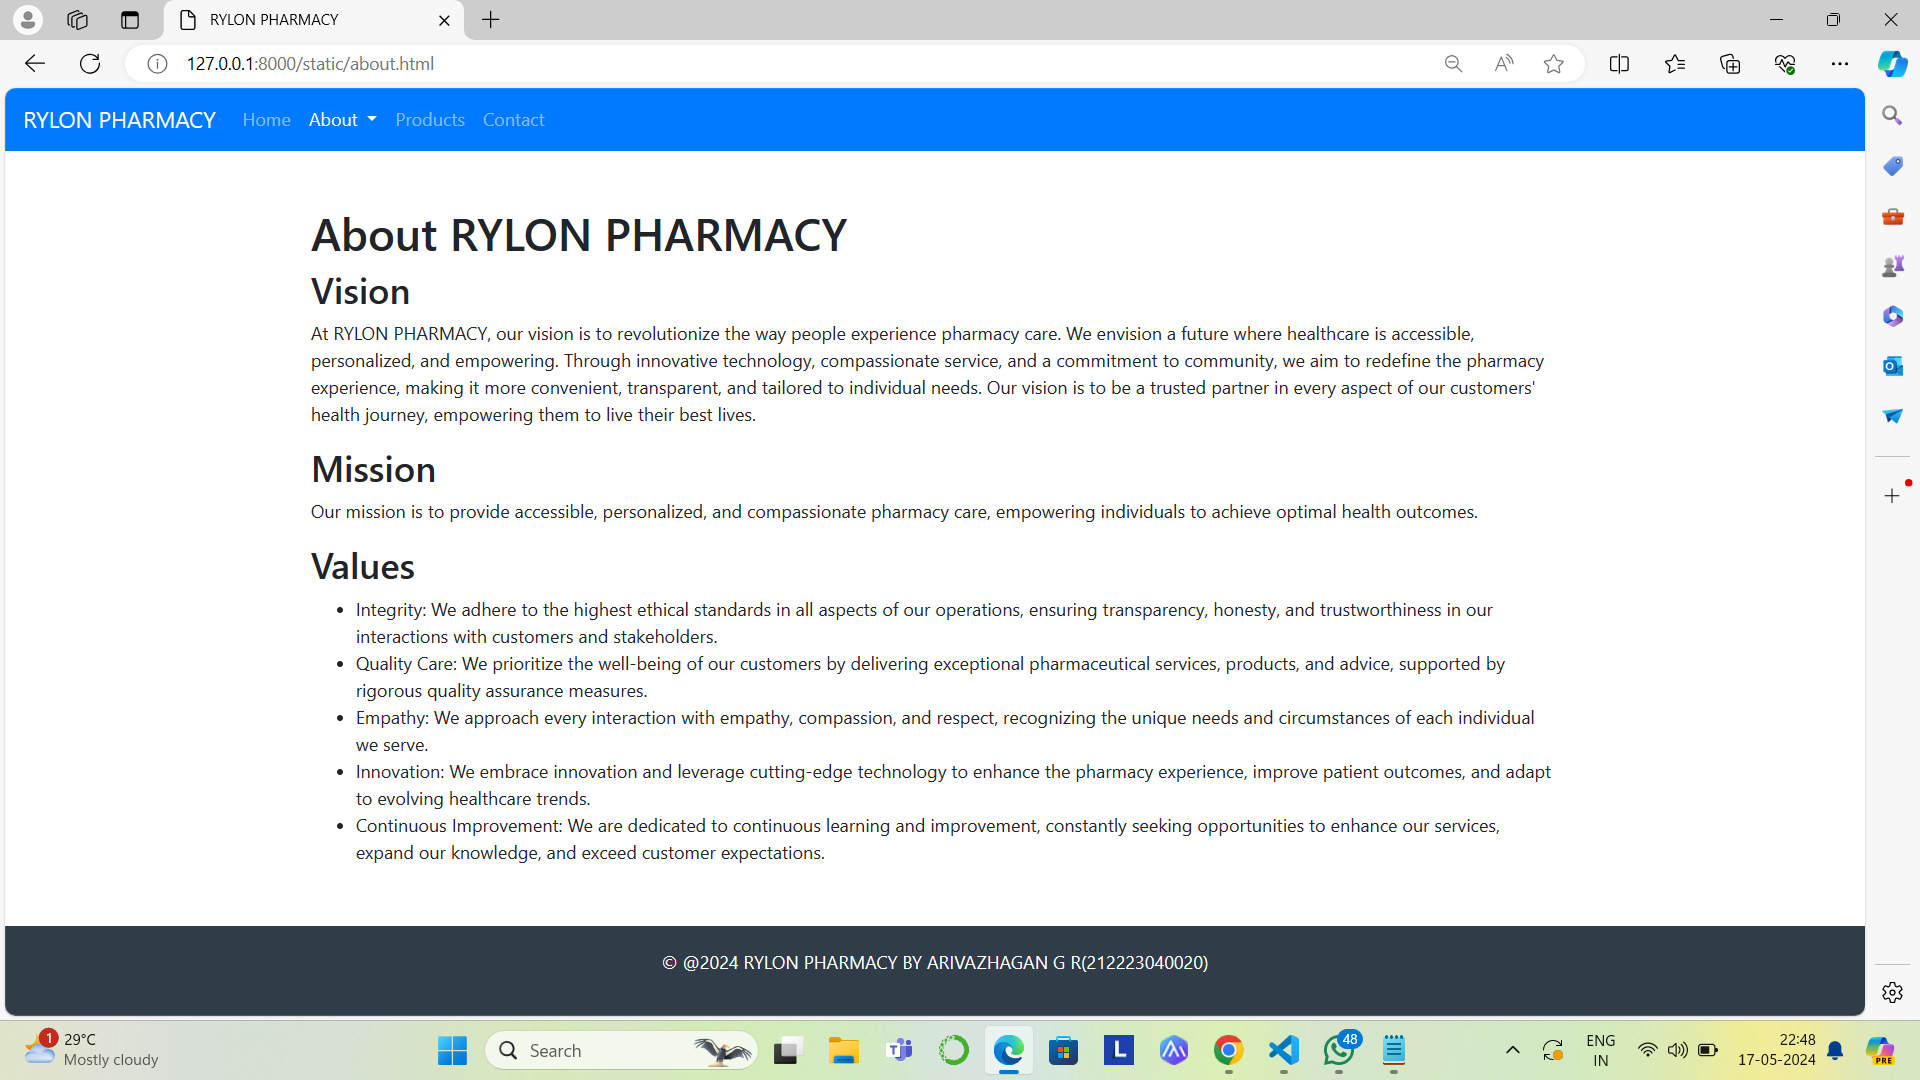 RYLON PHARMACY
127.0.0.1:8000/static/about.html
RYLON PHARMACY Home About Products Contact
About RYLON PHARMACY
Vision
At RYLON PHARMACY, our vision is to revolutionize the way people experience pharmacy care. We envision a future where healthcare is accessible,
personalized, and empowering. Through innovative technology, compassionate service, and a commitment to community, we aim to redefine the pharmacy
experience, making it more convenient, transparent, and tailored to individual needs. Our vision is to be a trusted partner in every aspect of our customers'
health journey, empowering them to live their best lives.
Mission
Our mission is to provide accessible, personalized, and compassionate pharmacy care, empowering individuals to achieve optimal health outcomes.
Values
• Integrity: We adhere to the highest ethical standards in all aspects of our operations, ensuring transparency, honesty, and trustworthiness in our
interactions with customers and stakeholders.
• Quality Care: We prioritize the well-being of our customers by delivering exceptional pharmaceutical services, products, and advice, supported by
rigorous quality assurance measures.
• Empathy: We approach every interaction with empathy, compassion, and respect, recognizing the unique needs and circumstances of each individual
we serve.
• Innovation: We embrace innovation and leverage cutting-edge technology to enhance the pharmacy experience, improve patient outcomes, and adapt
to evolving healthcare trends.
• Continuous Improvement: We are dedicated to continuous learning and improvement, constantly seeking opportunities to enhance our services,
expand our knowledge, and exceed customer expectations.
© @2024 RYLON PHARMACY BY ARIVAZHAGAN G R(212223040020)
1
29°C
Mostly cloudy
Search
L
48
ENG
IN
22:48
17-05-2024
PRE